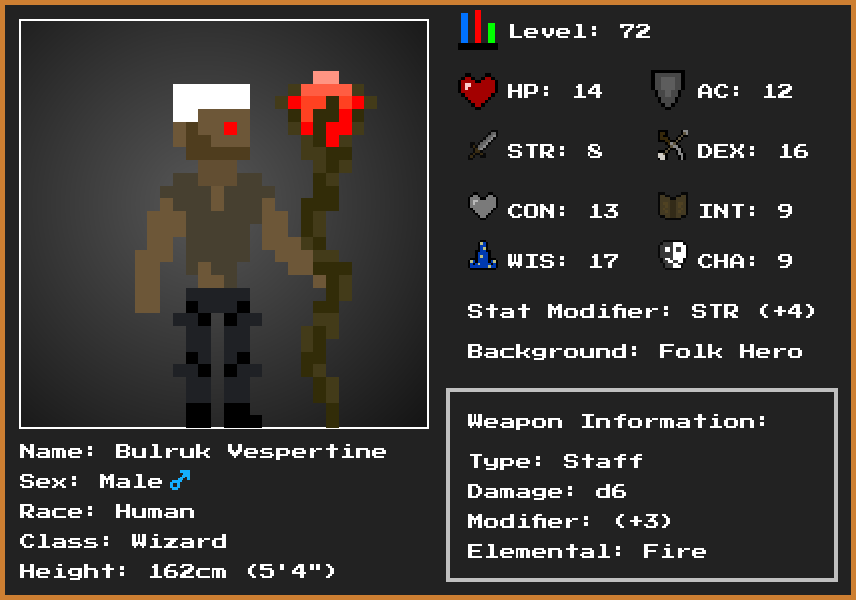 Level: 72
HP: 14
AC: 12
STR: 8
DEX: 16
CON: 13
INT: 9
WIS: 17
CHA: 9
Stat Modifier: STR (+4)
Background: Folk Hero
Weapon Information:
Type: Staff
Damage: d6
Modifier: (+3)
Elemental: Fire
Name: Bulruk Vespertine
Sex: Male♂
Race: Human
Class: Wizard
Height: 162cm (5'4")